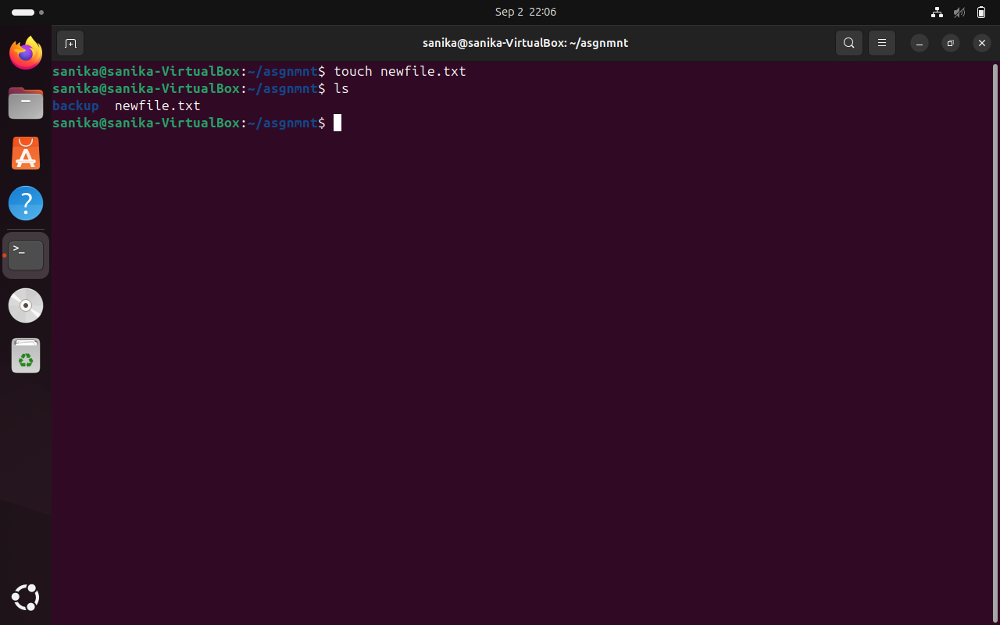 Sep 2 22:06
sanika@sanika-VirtualBox: ~/asgnmnt
sanika@sanika-VirtualBox:~/asgnmnt$ touch newfile.txt
sanika@sanika-VirtualBox:~/asgnmnt$ ls
backup  newfile.txt
sanika@sanika-VirtualBox:~/asgnmnt$